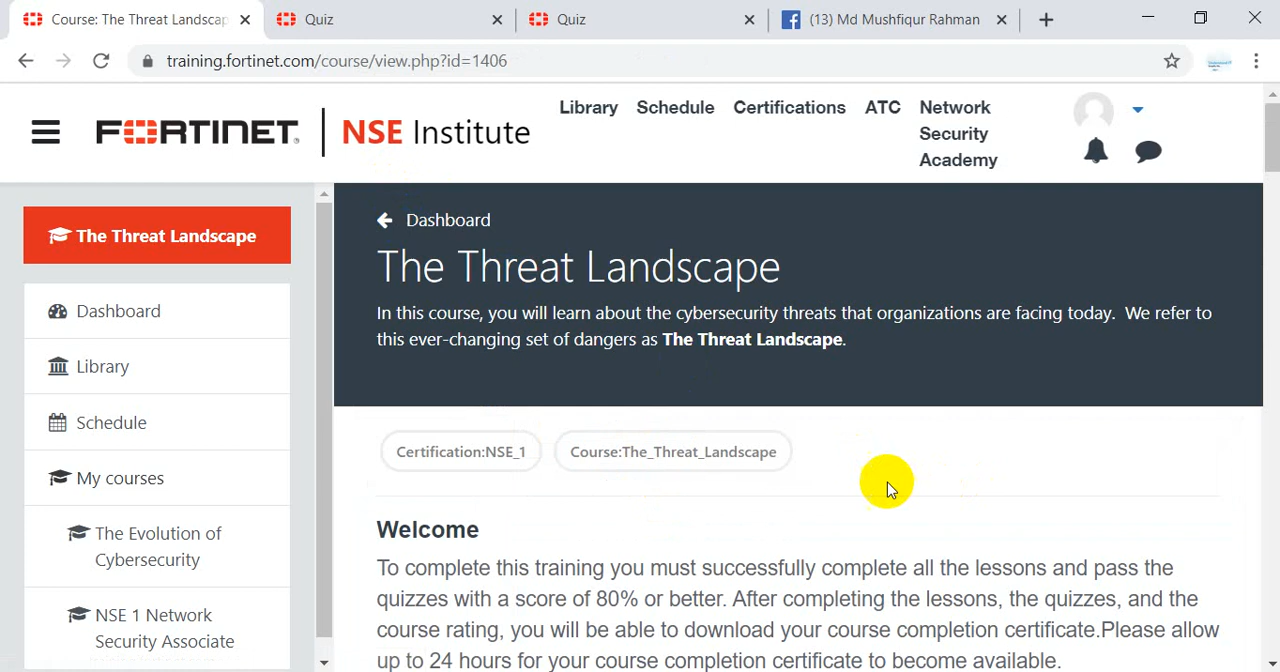 Course: The Threat Landscap
Quiz
Quiz
(13) Md Mushfiqur Rahman
training.fortinet.com/course/view.php?id=1406
FORTINET
NSE Institute
Library
Schedule
Certifications
ATC
Network
Security
Academy
The Threat Landscape
Dashboard
Library
Schedule
My courses
The Evolution of
Cybersecurity
NSE 1 Network
Security Associate
Dashboard
The Threat Landscape
In this course, you will learn about the cybersecurity threats that organizations are facing today. We refer to
this ever-changing set of dangers as The Threat Landscape.
Certification:NSE_1
Course:The_Threat_Landscape
Welcome
To complete this training you must successfully complete all the lessons and pass the
quizzes with a score of 80% or better. After completing the lessons, the quizzes, and the
course rating, you will be able to download your course completion certificate.Please allow
up to 24 hours for your course completion certificate to become available.